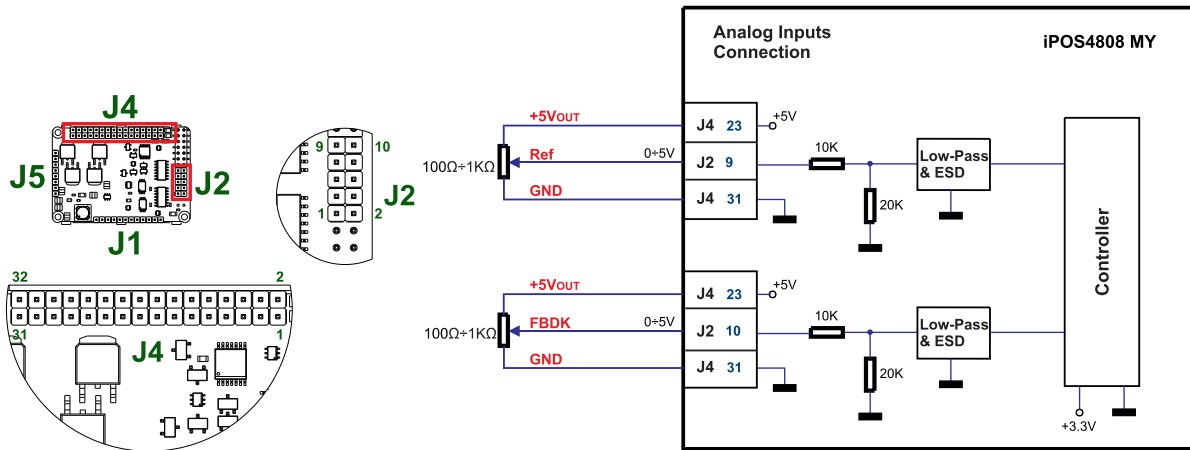 J4
J5
J2
J1
9
10
1
2
J2
32
2
31
1
J4
Analog Inputs
Connection
iPOS4808 MY
+5VOUT
J4 23
+5V
Ref
0÷5V
J2 9
10K
Low-Pass
& ESD
100Ω÷1KΩ
GND
J4 31
20K
Controller
+5VOUT
J4 23
+5V
FBDK
0÷5V
J2 10
10K
Low-Pass
& ESD
100Ω÷1KΩ
GND
J4 31
20K
+3.3V